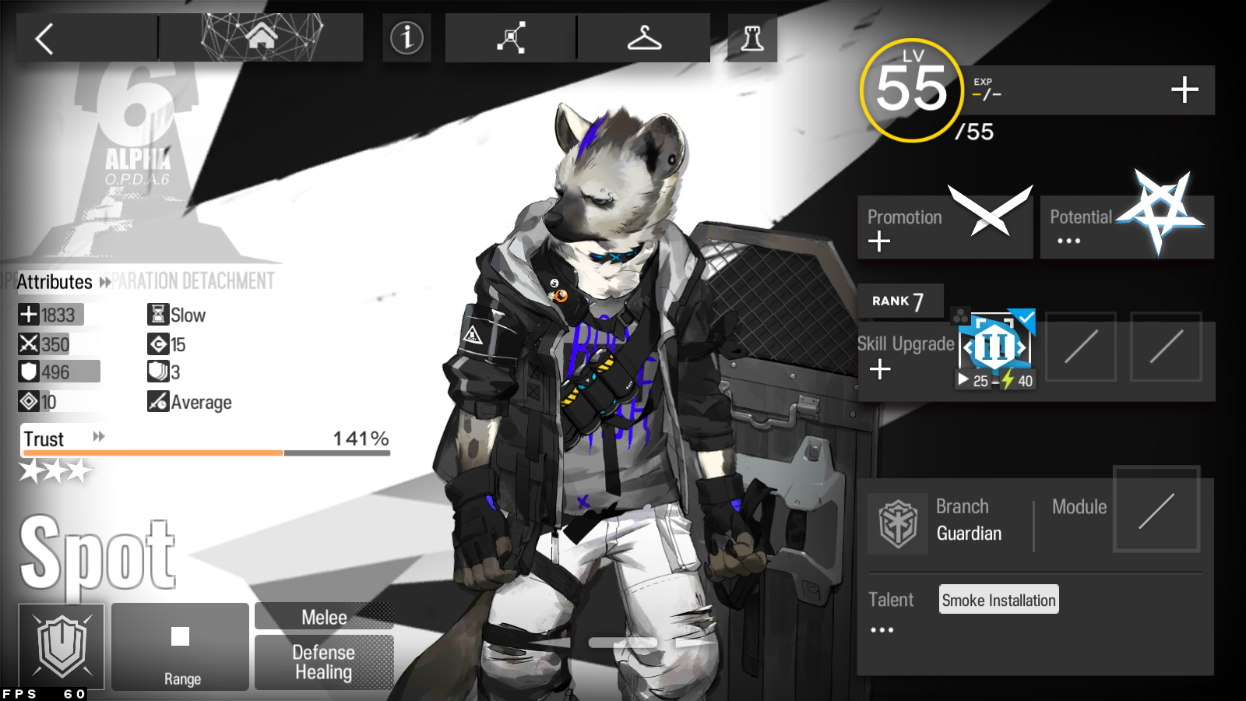 LV
55
/55
EXP
-/-
6
ALPHA
O.P.D.A.6
Promotion
Potential
PARATION DETACHMENT
Attributes
1833
Slow
350
15
496
3
10
Average
RANK 7
Skill Upgrade
II
25
40
Trust
141%
Spot
Branch
Guardian
Module
Talent
Smoke Installation
Range
Melee
Defense
Healing
FPS 60